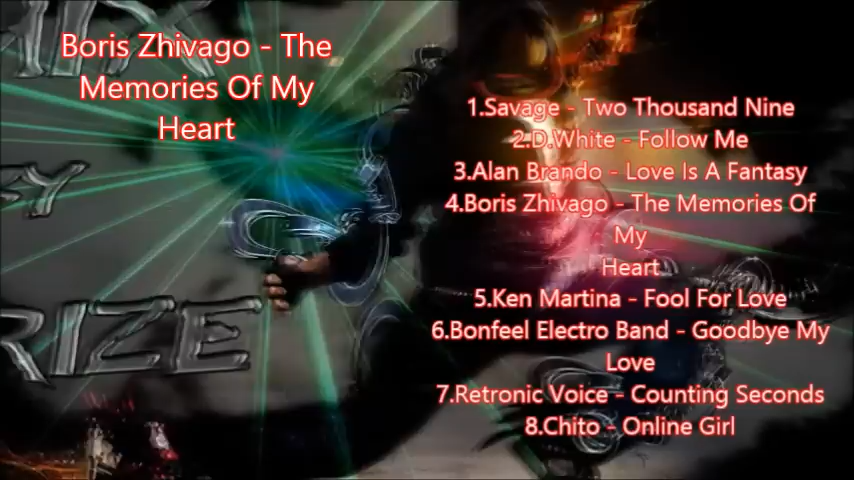 Boris Zhivago - The
Memories Of My
Heart
1.Savage - Two Thousand Nine
2.D.White - Follow Me
3.Alan Brando - Love Is A Fantasy
4.Boris Zhivago - The Memories Of
My
Heart
5.Ken Martina - Fool For Love
6.Bonfeel Electro Band - Goodbye My
Love
7.Retronic Voice - Counting Seconds
8.Chito - Online Girl
RIZE